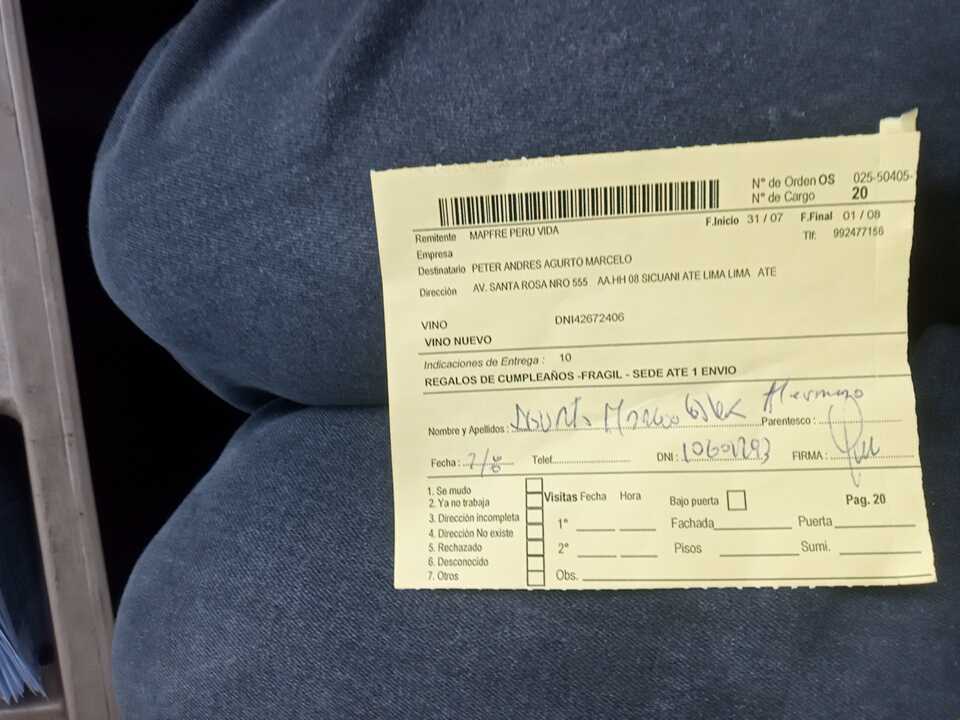 N° de Orden OS 025-50405-
N° de Cargo 20
F.Inicio 31 / 07 F.Final 01 / 08
Remitente MAPFRE PERU VIDA Tlf: 992477156
Empresa
Destinatario PETER ANDRES AGURTO MARCELO
Dirección AV. SANTA ROSA NRO 555 AA.HH 08 SICUANI ATE LIMA LIMA ATE
VINO DNI42672406
VINO NUEVO
Indicaciones de Entrega : 10
REGALOS DE CUMPLEAÑOS -FRAGIL - SEDE ATE 1 ENVIO
Nombre y Apellidos : Parentesco : Hermano
Fecha : Telef. DNI : FIRMA :
1. Se mudo
2. Ya no trabaja
3. Dirección incompleta
4. Dirección No existe
5. Rechazado
6. Desconocido
7. Otros
Visitas Fecha Hora Bajo puerta Pag. 20
1° Fachada Puerta
2° Pisos Sumi.
Obs.